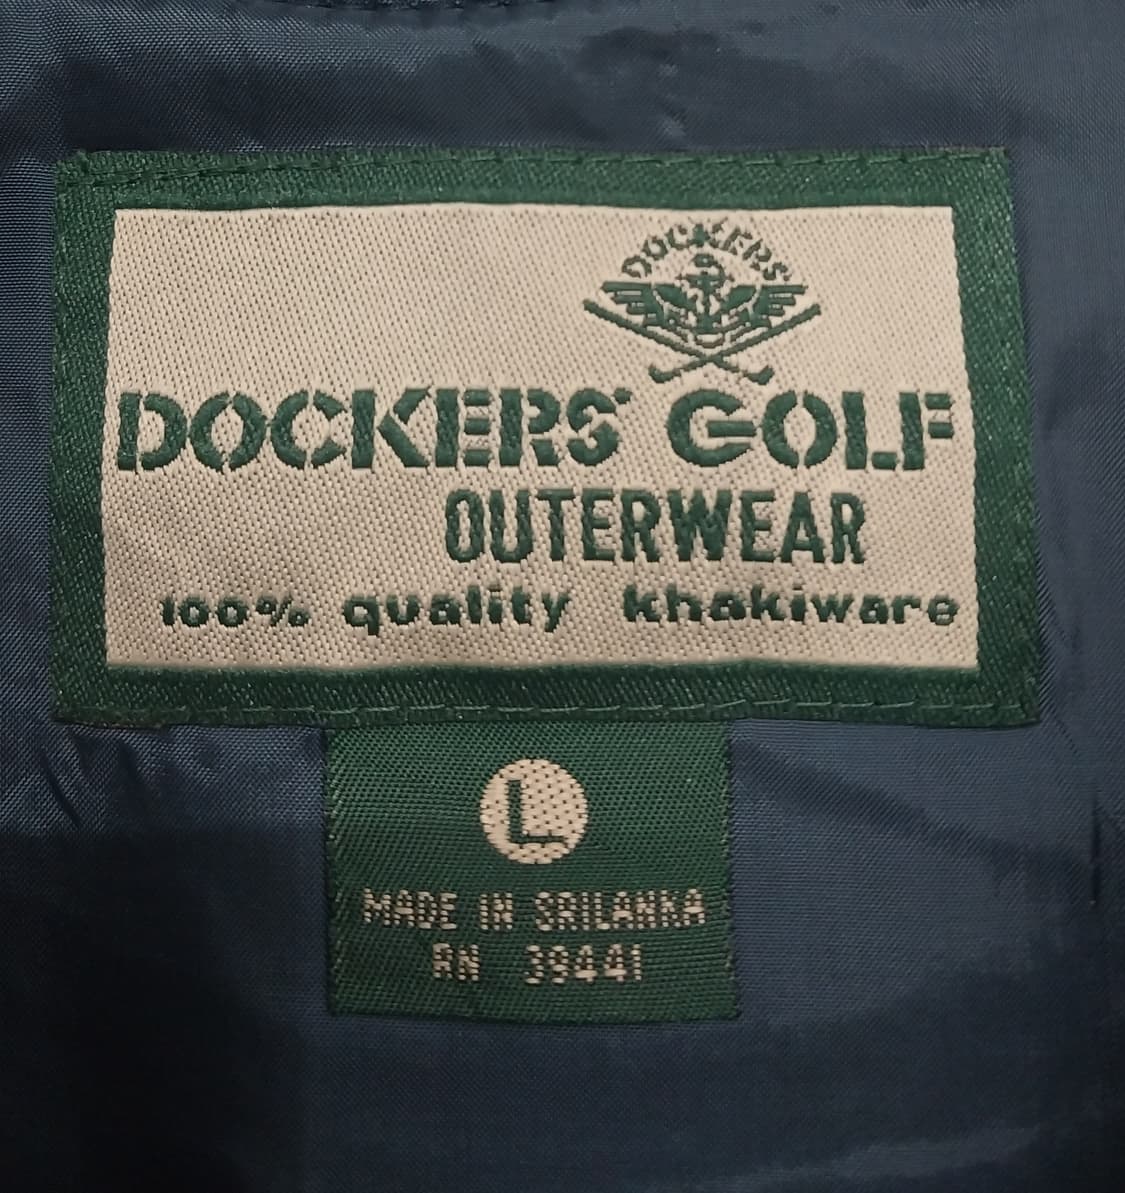 DOCKERS
DOCKERS GOLF
OUTERWEAR
100% quality khakiware
L
MADE IN SRILANKA
RN 39441